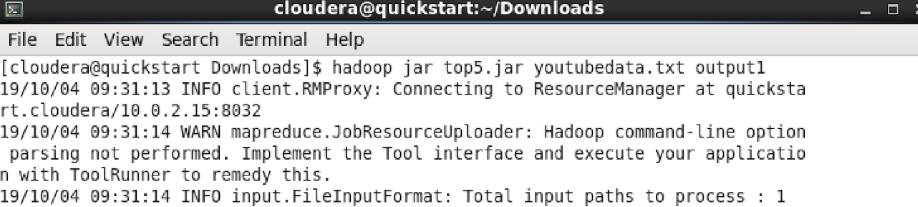 cloudera@quickstart:~/Downloads
File Edit View Search Terminal Help
[cloudera@quickstart Downloads]$ hadoop jar top5.jar youtubedata.txt output1
19/10/04 09:31:13 INFO client.RMProxy: Connecting to ResourceManager at quicksta
rt.cloudera/10.0.2.15:8032
19/10/04 09:31:14 WARN mapreduce.JobResourceUploader: Hadoop command-line option
 parsing not performed. Implement the Tool interface and execute your applicatio
n with ToolRunner to remedy this.
19/10/04 09:31:14 INFO input.FileInputFormat: Total input paths to process : 1